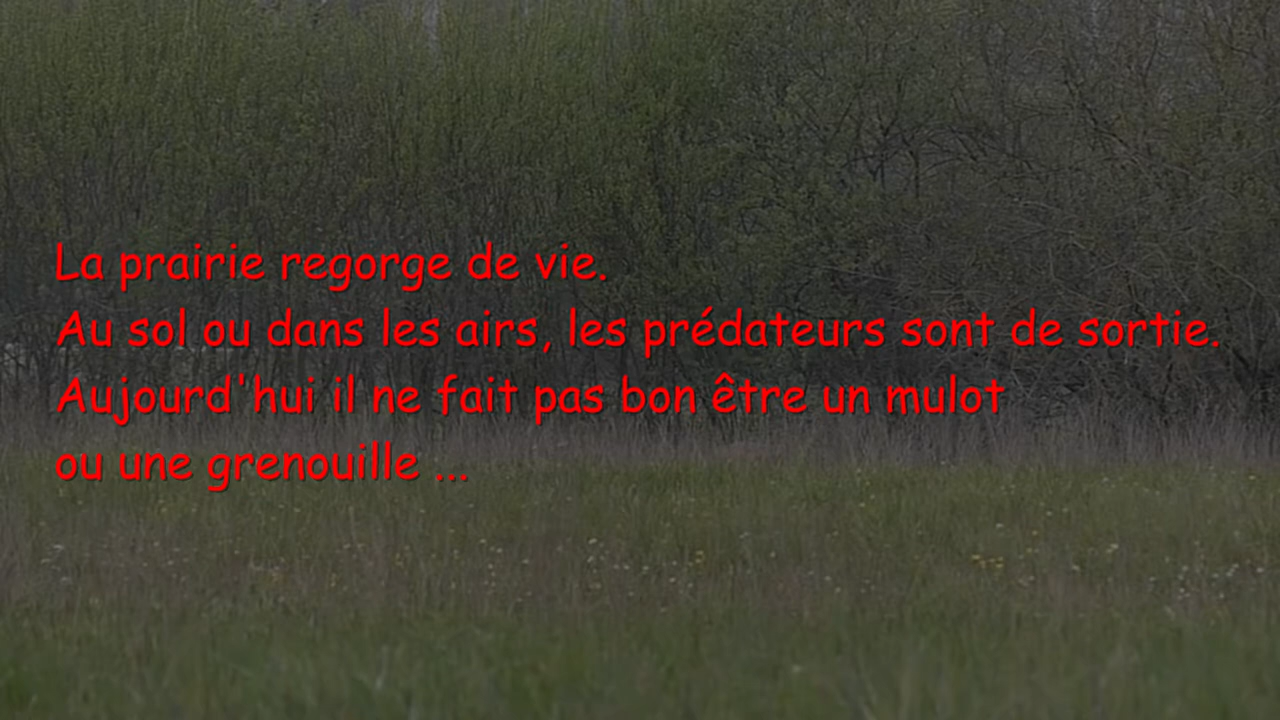 La prairie regorge de vie.
Au sol ou dans les airs, les prédateurs sont de sortie.
Aujourd'hui il ne fait pas bon être un mulot
ou une grenouille ...